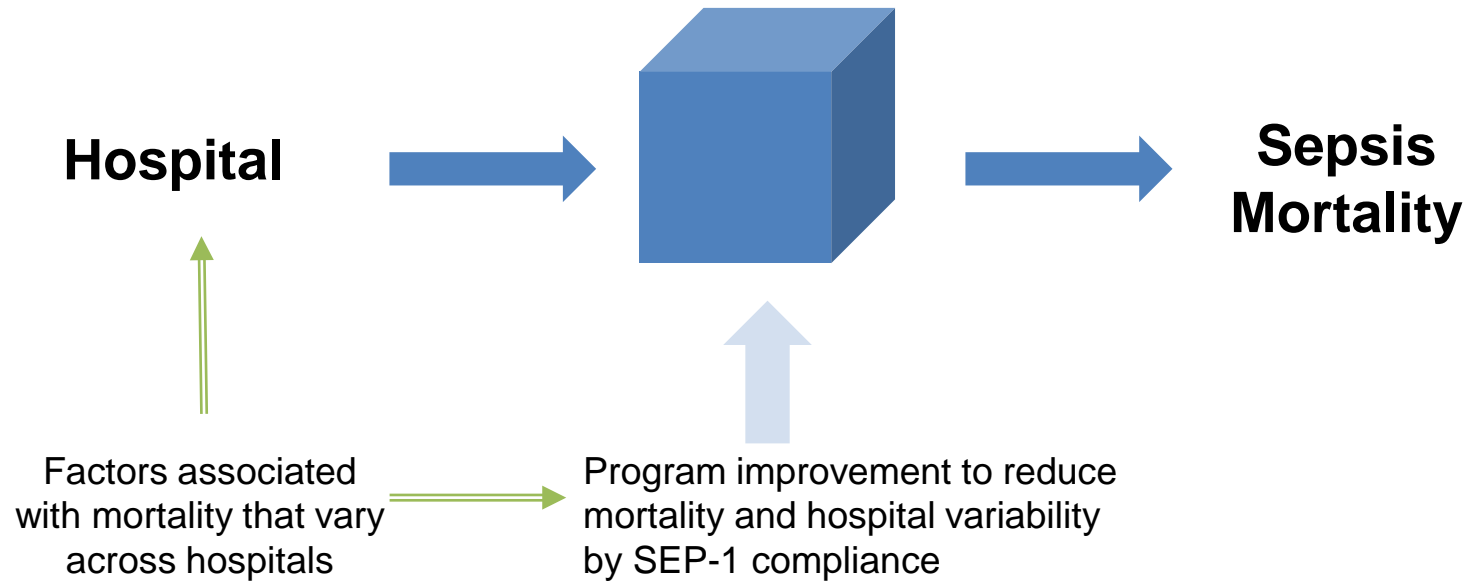 Hospital
Sepsis
Mortality
Factors associated
with mortality that vary
across hospitals
Program improvement to reduce
mortality and hospital variability
by SEP-1 compliance